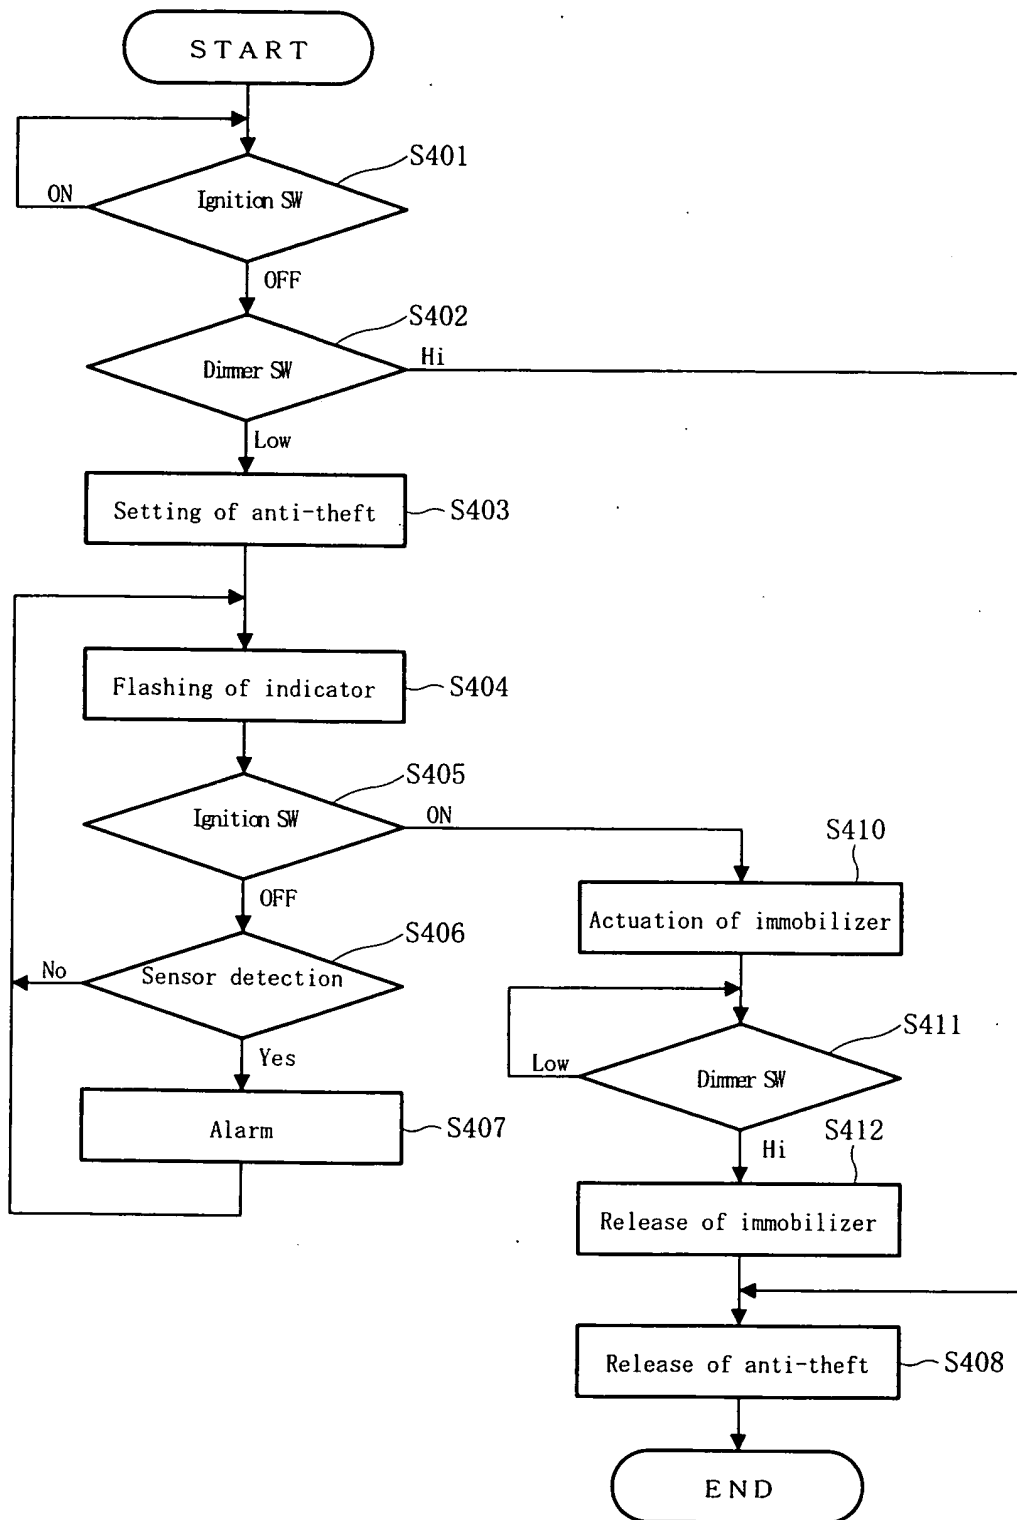 START
S401
ON
Ignition SW
OFF
S402
Hi
Dimmer SW
Low
Setting of anti-theft
S403
Flashing of indicator
S404
S405
Ignition SW
ON
OFF
S410
Actuation of immobilizer
S406
No
Sensor detection
Yes
S411
Low
Dimmer SW
Alarm
S407
S412
Hi
Release of immobilizer
Release of anti-theft
S408
END